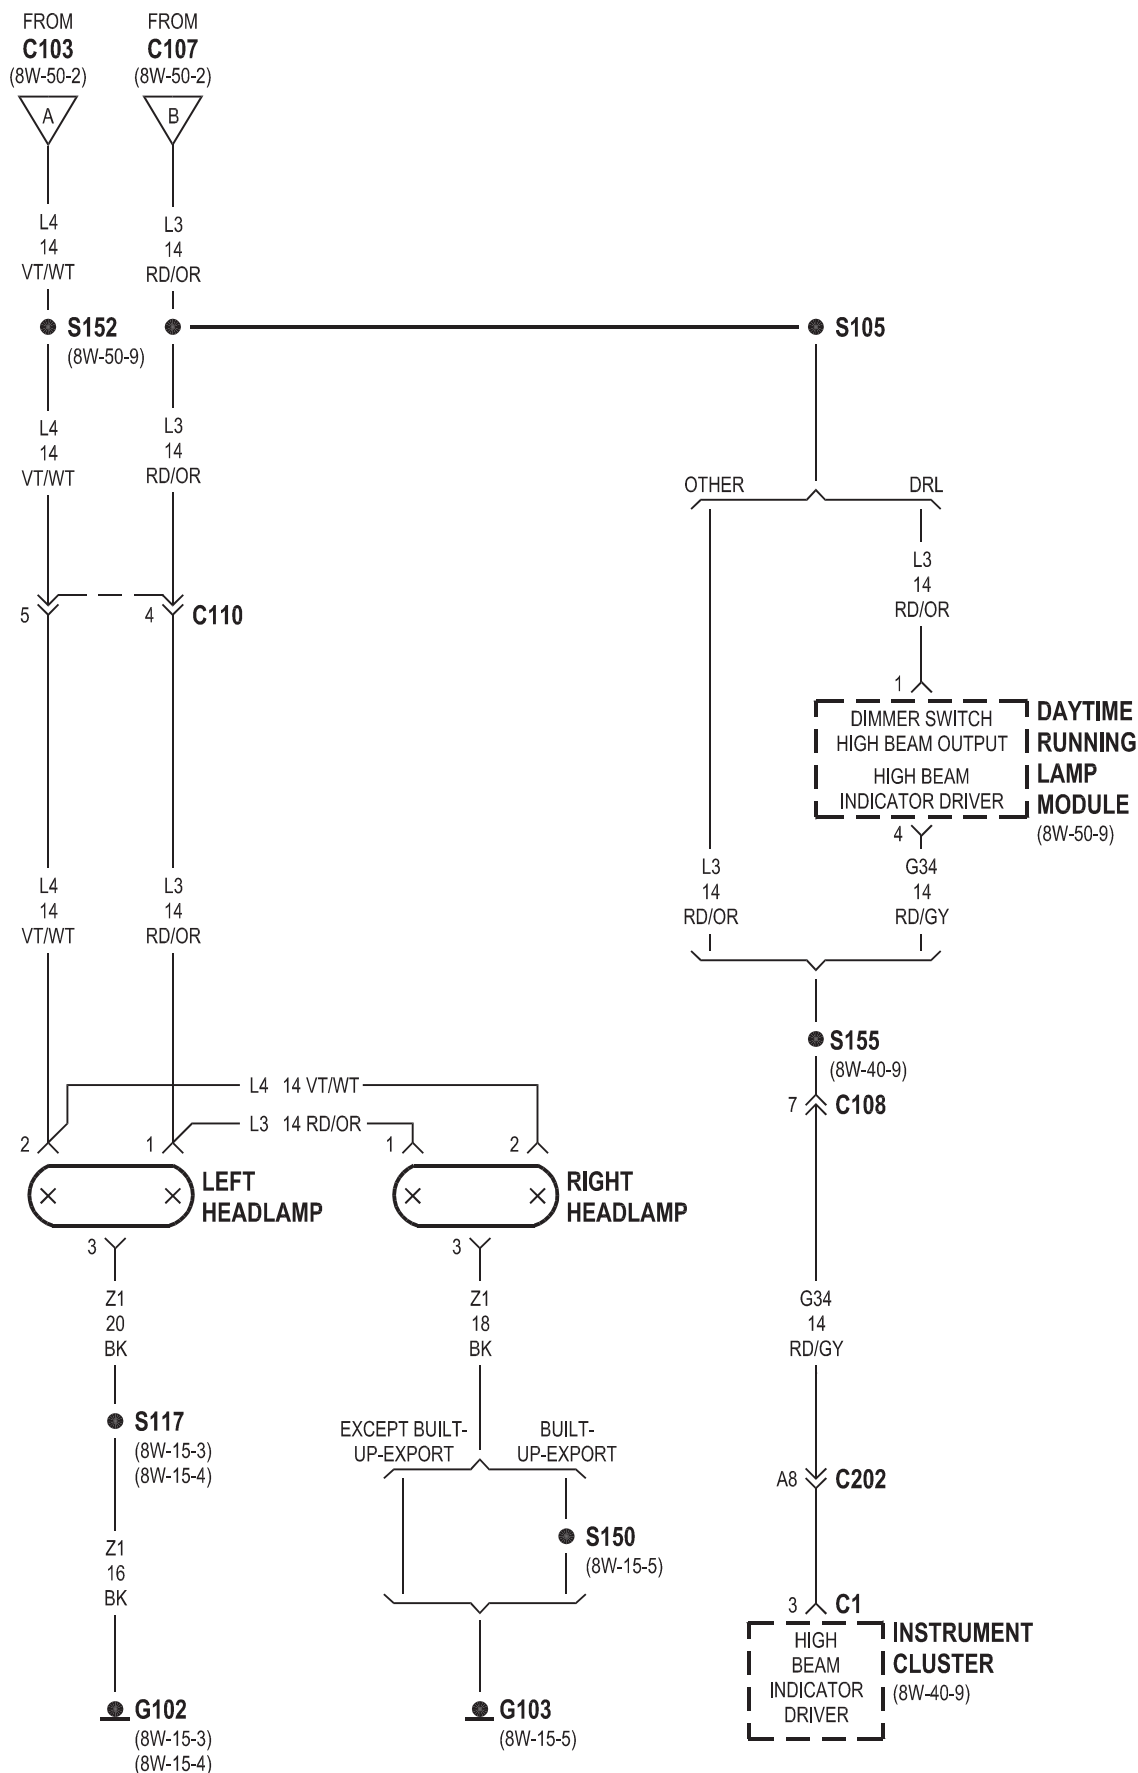 FROM
C103
(8W-50-2)
A
FROM
C107
(8W-50-2)
B
L4
14
VT/WT
L3
14
RD/OR
S152
(8W-50-9)
S105
L4
14
VT/WT
L3
14
RD/OR
OTHER
DRL
L3
14
RD/OR
5
4
C110
1
DIMMER SWITCH
HIGH BEAM OUTPUT
HIGH BEAM
INDICATOR DRIVER
DAYTIME
RUNNING
LAMP
MODULE
(8W-50-9)
4
L4
14
VT/WT
L3
14
RD/OR
L3
14
RD/OR
G34
14
RD/GY
S155
(8W-40-9)
7
C108
L4 14 VT/WT
L3 14 RD/OR
2
1
1
2
LEFT
HEADLAMP
RIGHT
HEADLAMP
3
3
Z1
20
BK
Z1
18
BK
G34
14
RD/GY
S117
(8W-15-3)
(8W-15-4)
EXCEPT BUILT-
UP-EXPORT
BUILT-
UP-EXPORT
A8
C202
S150
(8W-15-5)
Z1
16
BK
3
C1
HIGH
BEAM
INDICATOR
DRIVER
INSTRUMENT
CLUSTER
(8W-40-9)
G102
(8W-15-3)
(8W-15-4)
G103
(8W-15-5)